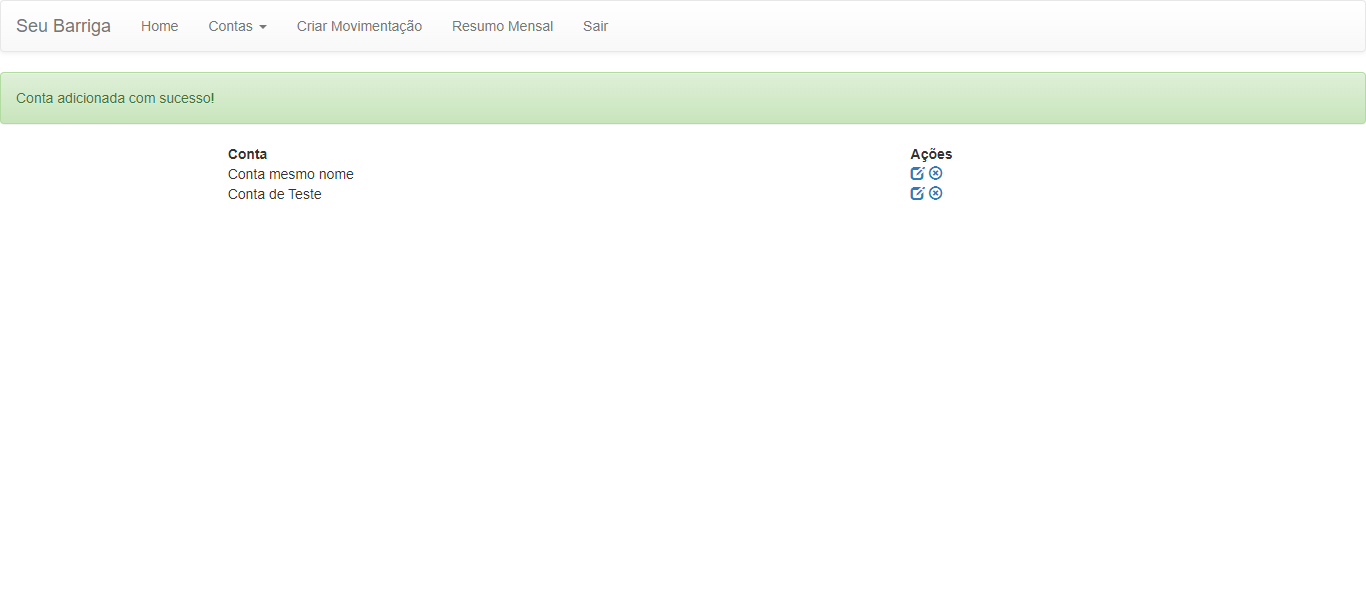 Seu Barriga Home Contas Criar Movimentação Resumo Mensal Sair
Conta adicionada com sucesso!
Conta Ações
Conta mesmo nome
Conta de Teste